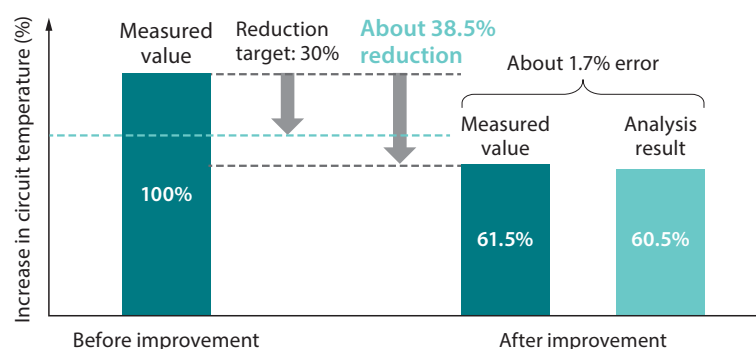 Increase in circuit temperature (%)
Measured
value
Reduction
target: 30%
About 38.5%
reduction
About 1.7% error
Measured
value
Analysis
result
100%
61.5%
60.5%
Before improvement
After improvement